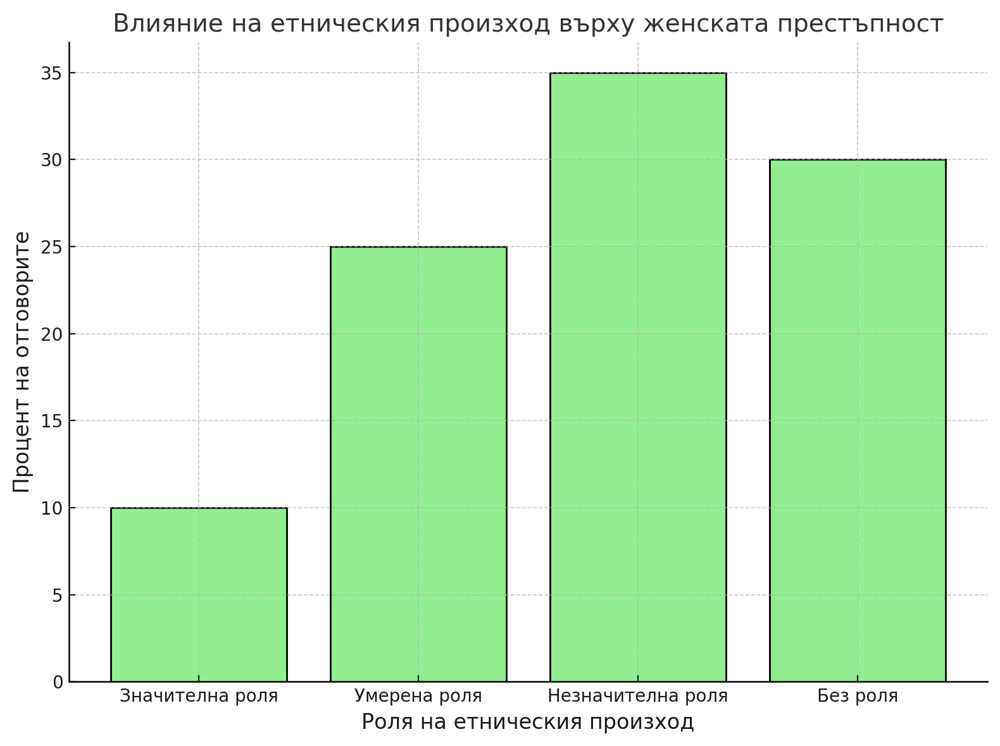 Влияние на етническия произход върху женската престъпност
Процент на отговорите
35
30
25
20
15
10
5
0
Значителна роля
Умерена роля
Незначителна роля
Без роля
Роля на етническия произход